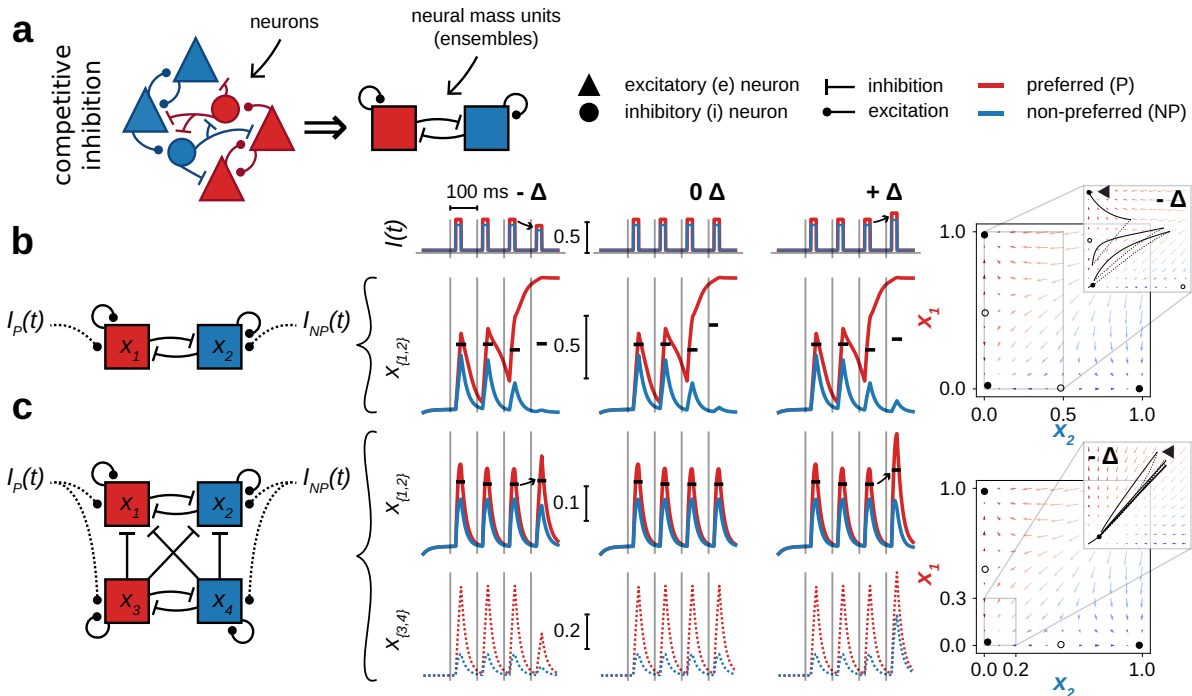 a
competitive
inhibition
neurons
neural mass units
(ensembles)
excitatory (e) neuron
inhibitory (i) neuron
inhibition
excitation
preferred (P)
non-preferred (NP)
b
I_P(t)
x_1
x_2
I_NP(t)
100 ms
- Δ
0 Δ
+ Δ
I(t)
0.5
x_{1,2}
0.5
- Δ
1.0
x_1
0.0
0.0
0.5
1.0
x_2
c
I_P(t)
x_1
x_2
I_NP(t)
x_3
x_4
x_{1,2}
0.1
x_{3,4}
0.2
- Δ
1.0
x_1
0.3
0.0
0.0
0.2
1.0
x_2